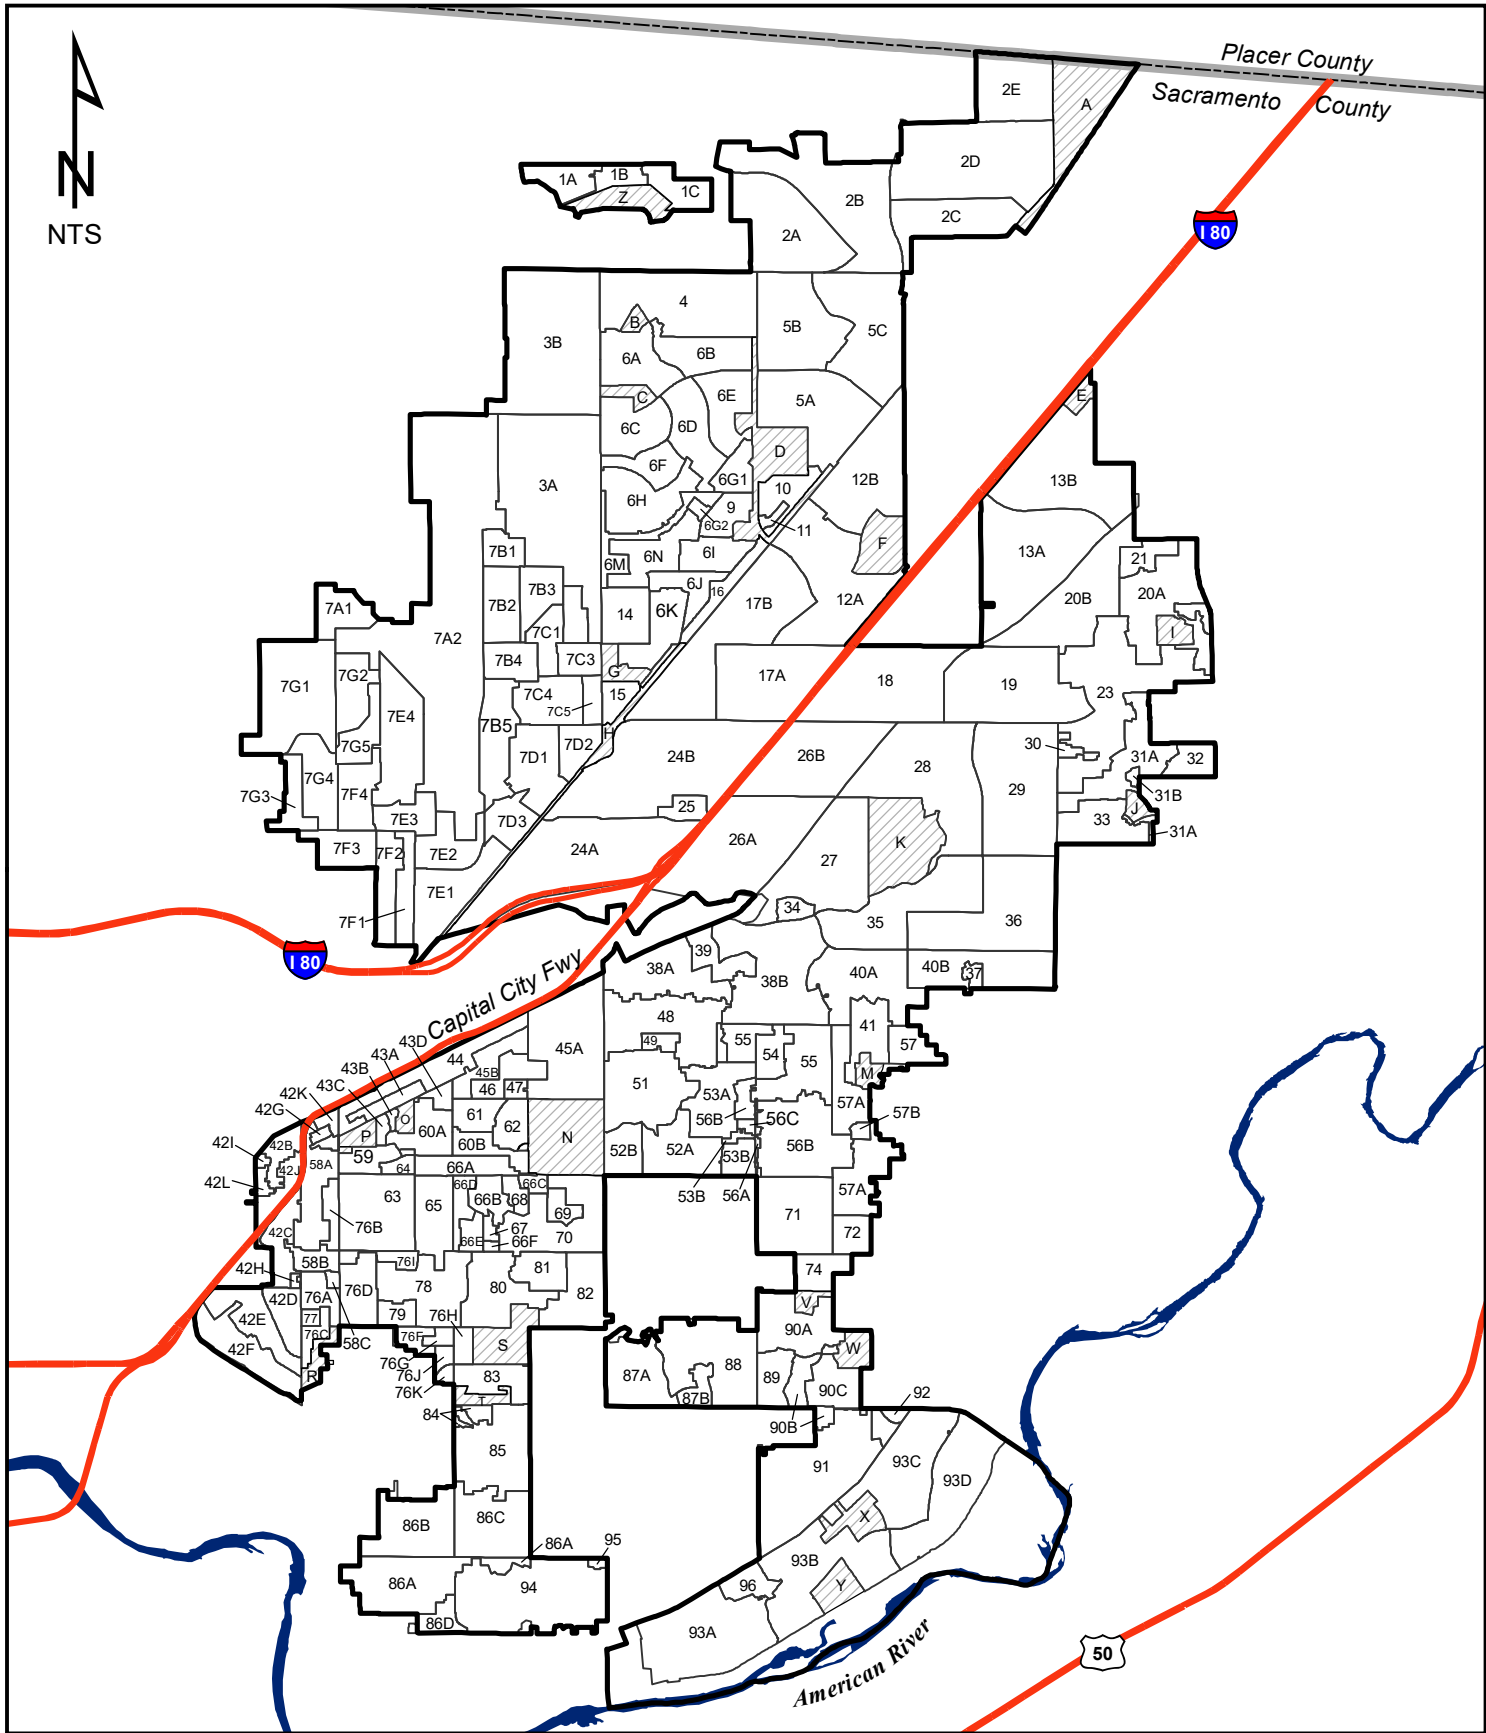 Placer County
Sacramento County
N
NTS
2E
A
2D
1A
1B
1C
Z
2B
2C
2A
I 80
4
B
3B
5B
5C
6A
6B
C
6E
5A
6C
6D
E
D
6F
6G1
3A
10
12B
13B
6H
9
6G2
11
F
7B1
6M
6N
6I
13A
21
7B3
6J
16
20A
7A1
7B2
14
6K
17B
12A
20B
7A2
7C1
I
7B4
7C3
G
7G2
17A
18
19
7G1
7C4
15
23
7E4
7C5
7B5
H
7G5
7D1
7D2
24B
26B
30
31A
32
7G4
28
7G3
7F4
29
31B
25
J
7E3
7D3
33
31A
26A
K
7F3
7F2
7E2
24A
27
7E1
34
7F1
35
36
39
I 80
38A
40A
40B
37
38B
Capital City Fwy
48
41
43D
49
55
57
43A
44
45A
54
55
43B
45B
M
43C
46
47
51
53A
42K
57A
42G
O
61
56B
56C
57B
P
60A
62
N
42I
42B
59
60B
52B
52A
56B
58A
64
66A
53B
42J
42L
66D
66C
57A
63
66B
68
53B
56A
65
69
71
76B
67
72
42C
66E
66F
70
58B
76I
42H
81
74
76A
76D
78
80
82
42D
V
79
76H
42E
77
90A
76C
58C
76F
S
W
42F
76G
88
87A
76J
83
89
R
76K
90C
87B
T
92
84
90B
85
91
93C
93D
86C
X
86B
86A
95
93B
86A
94
96
Y
86D
93A
American River
50